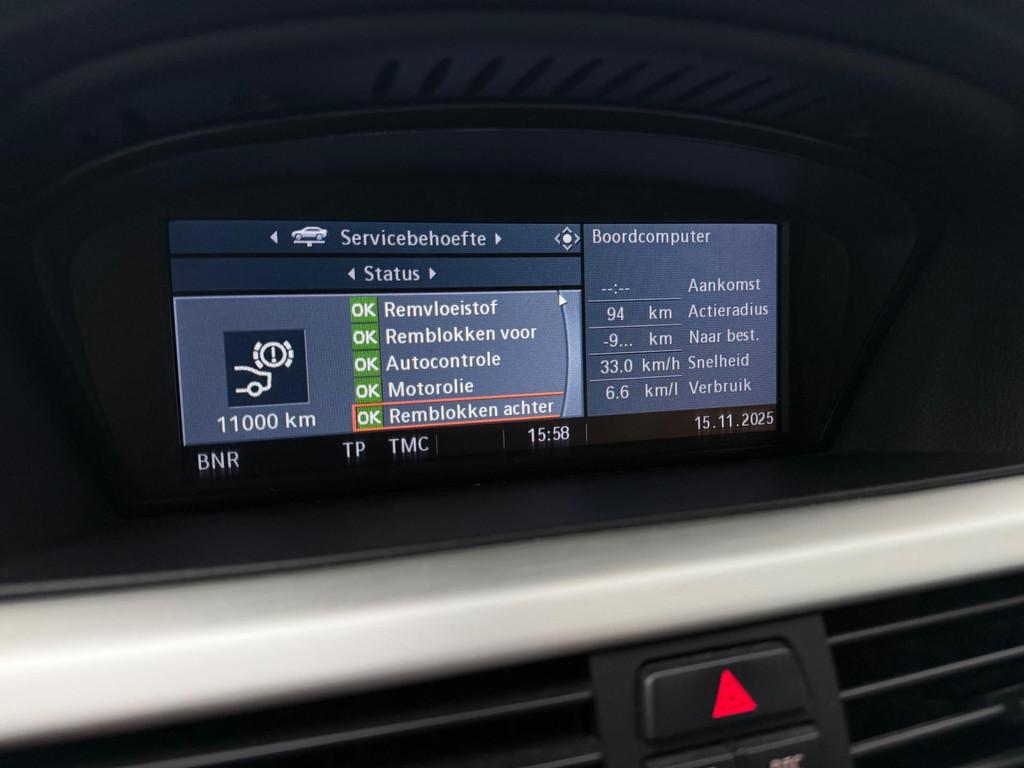 Servicebehoefte
Status
OK Remvloeistof
OK Remblokken voor
OK Autocontrole
OK Motorolie
OK Remblokken achter
11000 km
Boordcomputer
--:-- Aankomst
94 km Actieradius
-9... km Naar best.
33.0 km/h Snelheid
6.6 km/l Verbruik
BNR TP TMC 15:58 15.11.2025